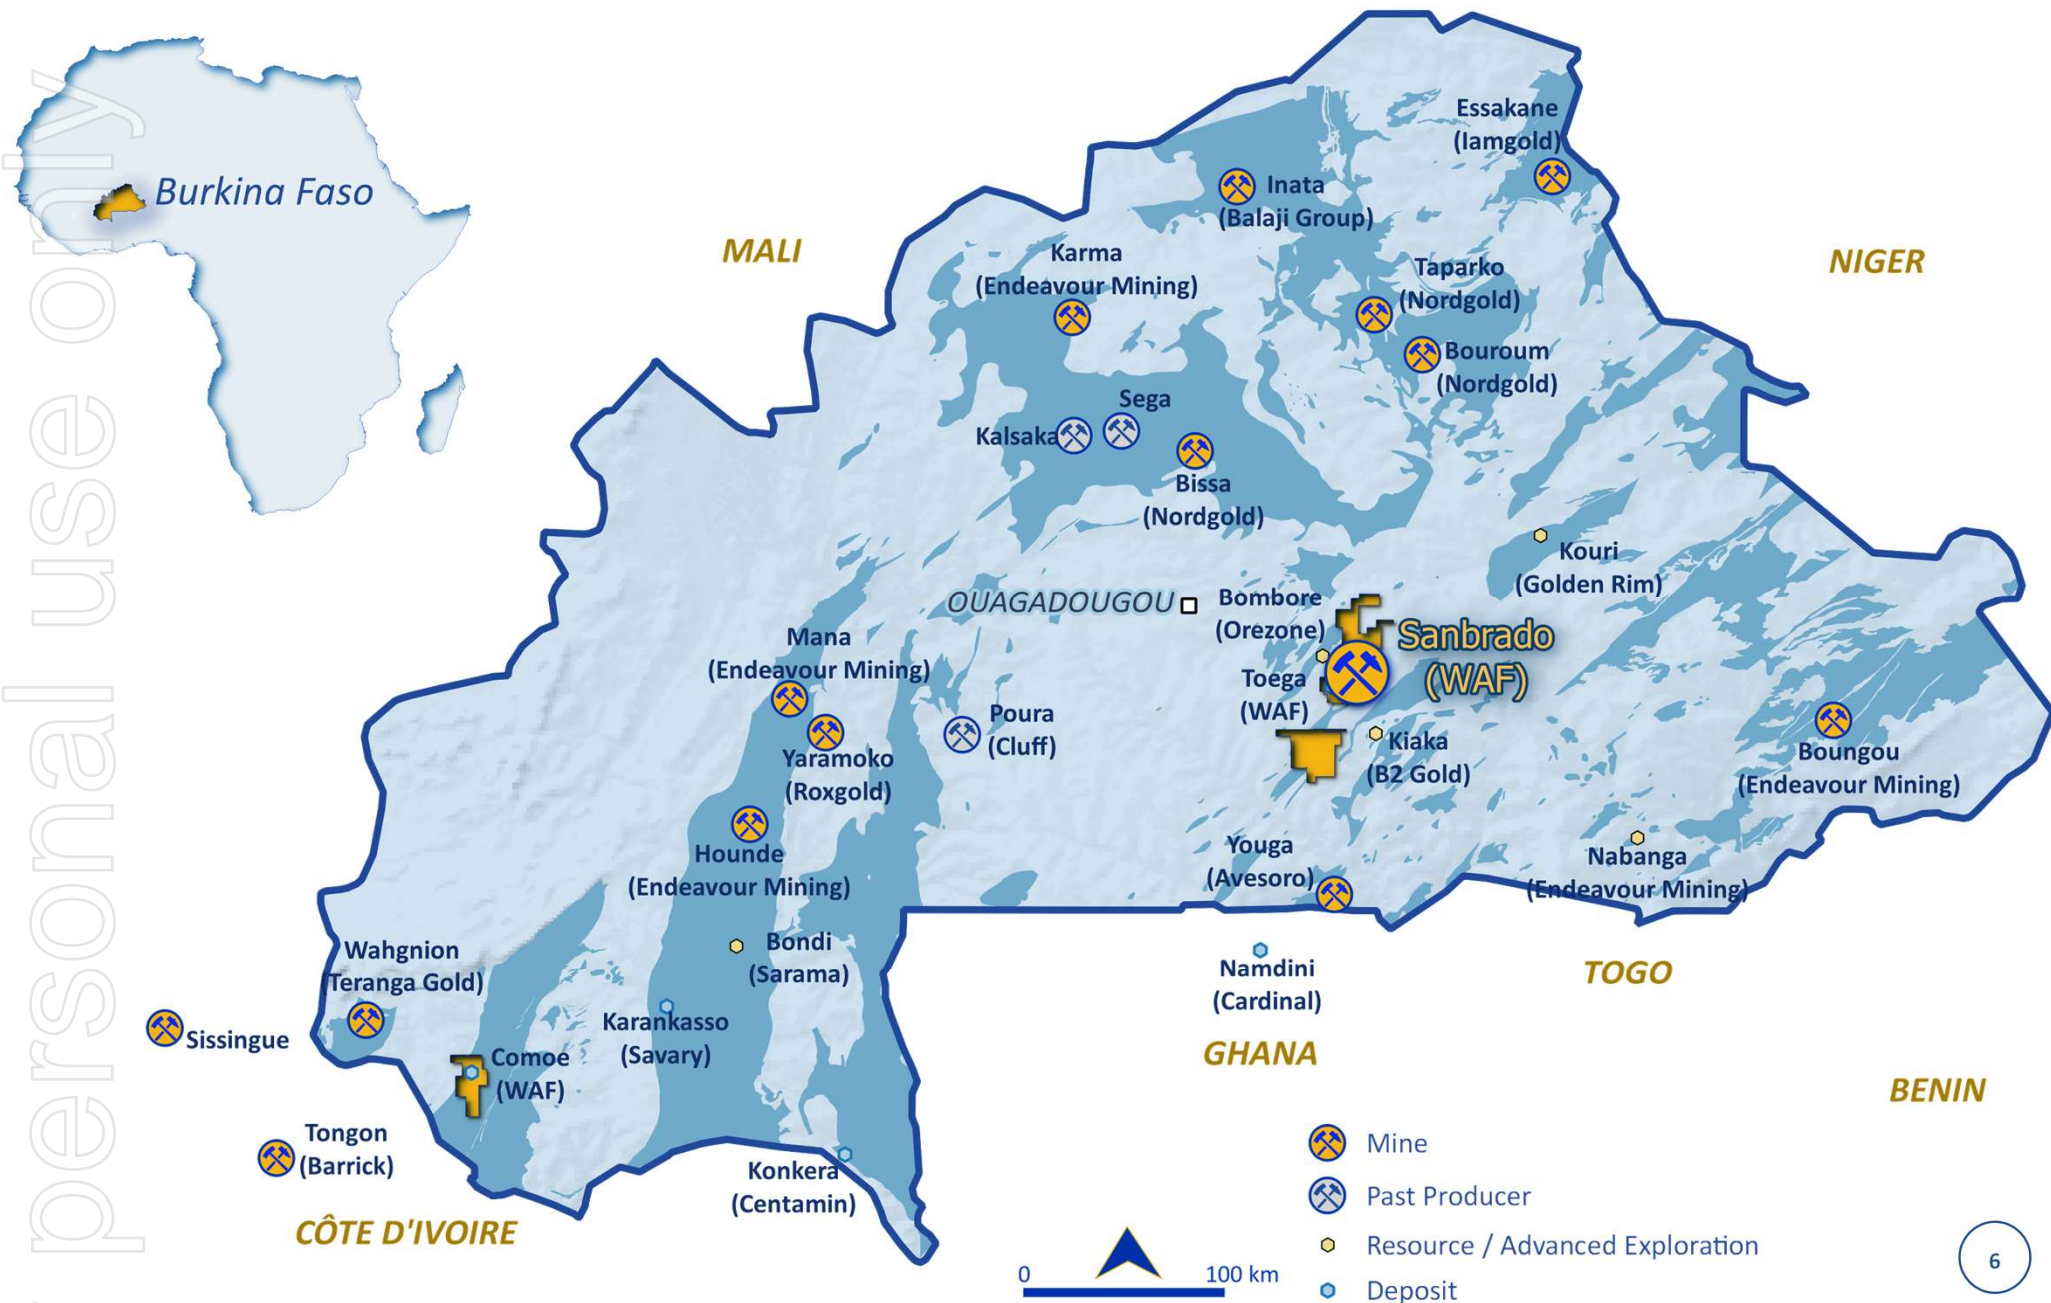 personal use only
Burkina Faso
MALI
NIGER
Essakane
(Iamgold)
Inata
(Balaji Group)
Karma
(Endeavour Mining)
Taparko
(Nordgold)
Bouroum
(Nordgold)
Sega
Kalsaka
Bissa
(Nordgold)
Kouri
(Golden Rim)
OUAGADOUGOU
Bombore
(Orezone)
Sanbrado
(WAF)
Mana
(Endeavour Mining)
Toega
(WAF)
Poura
(Cluff)
Yaramoko
(Roxgold)
Kiaka
(B2 Gold)
Boungou
(Endeavour Mining)
Hounde
(Endeavour Mining)
Youga
(Avesoro)
Nabanga
(Endeavour Mining)
Wahgnion
(Teranga Gold)
Bondi
(Sarama)
Namdini
(Cardinal)
TOGO
Sissingue
Karankasso
(Savary)
Comoe
(WAF)
GHANA
BENIN
Tongon
(Barrick)
Konkera
(Centamin)
CÔTE D'IVOIRE
0 100 km
Mine
Past Producer
Resource / Advanced Exploration
Deposit
6